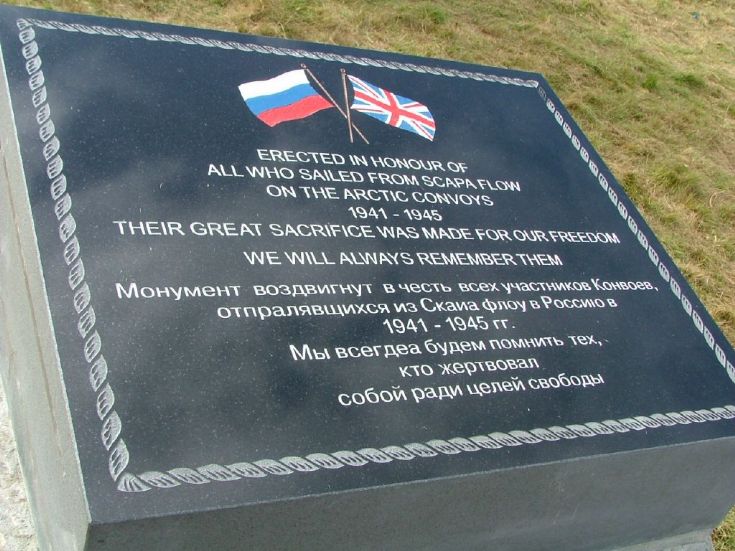 ERECTED IN HONOUR OF
ALL WHO SAILED FROM SCAPA FLOW
ON THE ARCTIC CONVOYS
1941 - 1945
THEIR GREAT SACRIFICE WAS MADE FOR OUR FREEDOM
WE WILL ALWAYS REMEMBER THEM
Монумент воздвигнут в честь всех участников Конвоев,
отпралявщихся из Скапа флоу в Россию в
1941 - 1945 гг.
Мы всегдеа будем помнить тех,
кто жертвовал
собой ради целей свободы